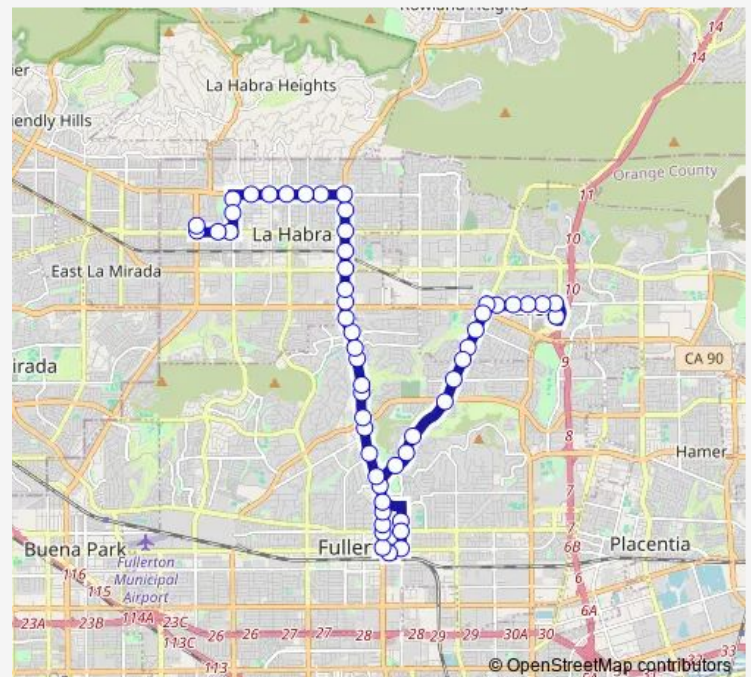 Rowland Heights
14
14
ier
La Habra Heights
iendly Hills
Orange County
11
La Habra
10
East La Mirada
10
9
CA 90
irada
8
Hamer
7
7
Buena Park
Fuller
6B
Placentia
Fullerton
Municipal
Airport
116
115
6
6A
23A
23B
114A
23C
113C
26
26
27
27
28
28
29
29
30A
30
33
113
© OpenStreetMap contributors